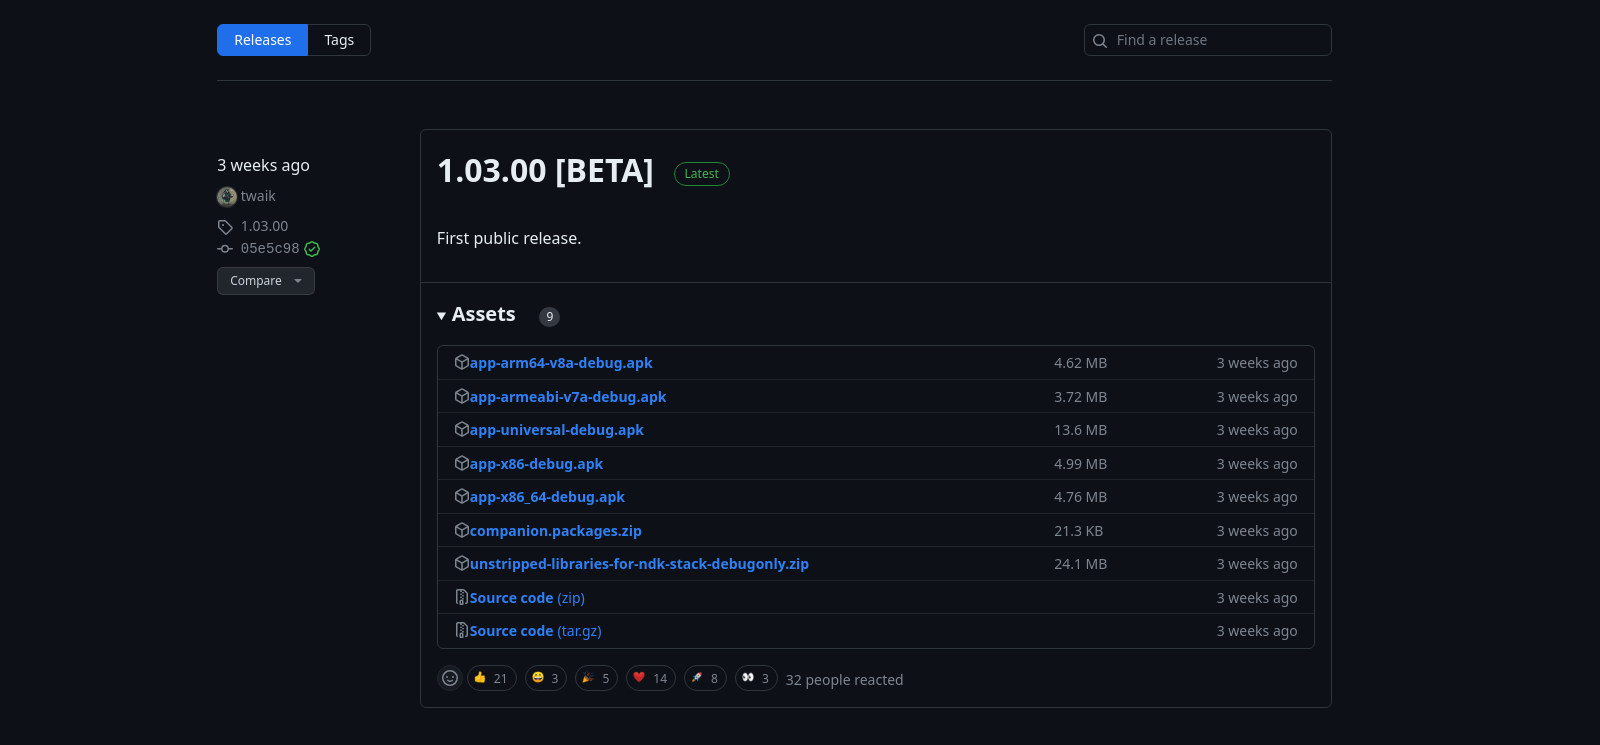 Releases Tags Find a release
3 weeks ago
twaik
1.03.00
05e5c98
Compare
1.03.00 [BETA] Latest
First public release.
Assets 9
app-arm64-v8a-debug.apk 4.62 MB 3 weeks ago
app-armeabi-v7a-debug.apk 3.72 MB 3 weeks ago
app-universal-debug.apk 13.6 MB 3 weeks ago
app-x86-debug.apk 4.99 MB 3 weeks ago
app-x86_64-debug.apk 4.76 MB 3 weeks ago
companion.packages.zip 21.3 KB 3 weeks ago
unstripped-libraries-for-ndk-stack-debugonly.zip 24.1 MB 3 weeks ago
Source code (zip) 3 weeks ago
Source code (tar.gz) 3 weeks ago
👍 21 😄 3 🎉 5 ❤️ 14 🚀 8 👀 3 32 people reacted